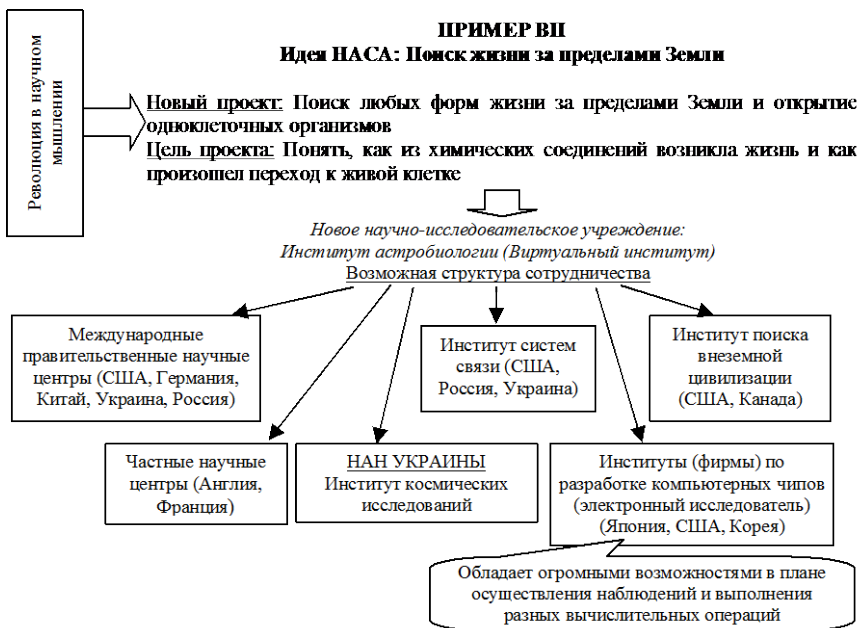 Революция в научном
мышлении
ПРИМЕР ВП
Идея НАСА: Поиск жизни за пределами Земли
Новый проект: Поиск любых форм жизни за пределами Земли и открытие
одноклеточных организмов
Цель проекта: Понять, как из химических соединений возникла жизнь и как
произошел переход к живой клетке
Новое научно-исследовательское учреждение:
Институт астробиологии (Виртуальный институт)
Возможная структура сотрудничества
Международные
правительственные научные
центры (США, Германия,
Китай, Украина, Россия)
Институт систем
связи (США,
Россия, Украина)
Институт поиска
внеземной
цивилизации
(США, Канада)
Частные научные
центры (Англия,
Франция)
НАН УКРАИНЫ
Институт космических
исследований
Институты (фирмы) по
разработке компьютерных чипов
(электронный исследователь)
(Япония, США, Корея)
Обладает огромными возможностями в плане
осуществления наблюдений и выполнения
разных вычислительных операций